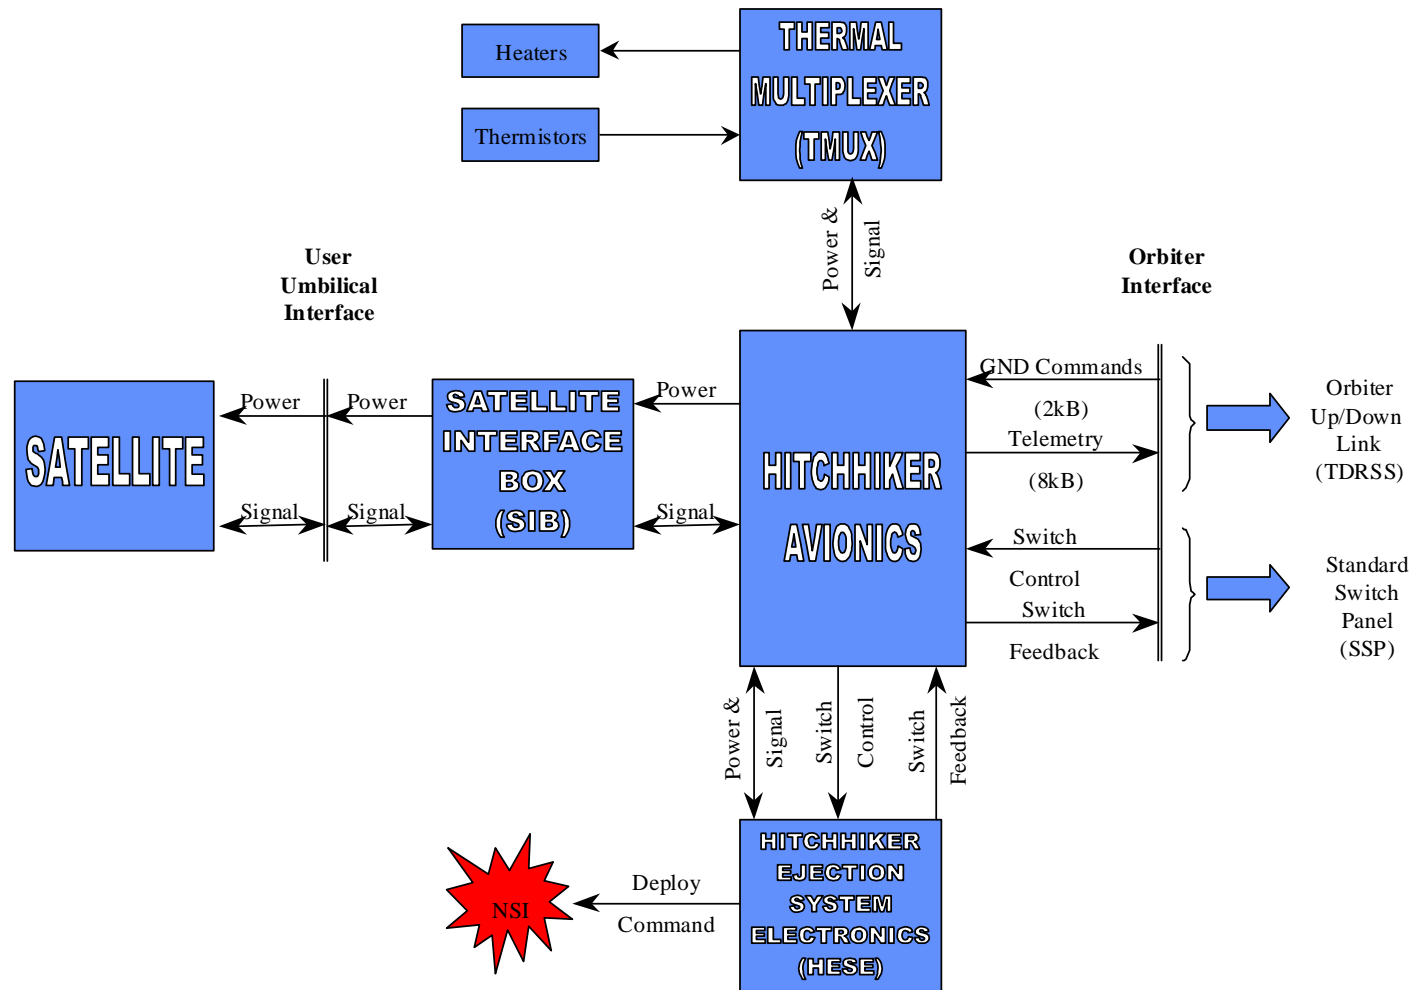 Heaters
Thermistors
THERMAL
MULTIPLEXER
(TMUX)
Power &
Signal
User
Umbilical
Interface
Orbiter
Interface
SATELLITE
Power
Signal
Power
Signal
SATELLITE
INTERFACE
BOX
(SIB)
Power
Signal
HITCHHIKER
AVIONICS
GND Commands
(2kB)
Telemetry
(8kB)
Switch
Control
Switch
Feedback
Orbiter
Up/Down
Link
(TDRSS)
Standard
Switch
Panel
(SSP)
Power &
Signal
Switch
Control
Switch
Feedback
NSI
Deploy
Command
HITCHHIKER
EJECTION
SYSTEM
ELECTRONICS
(HESE)